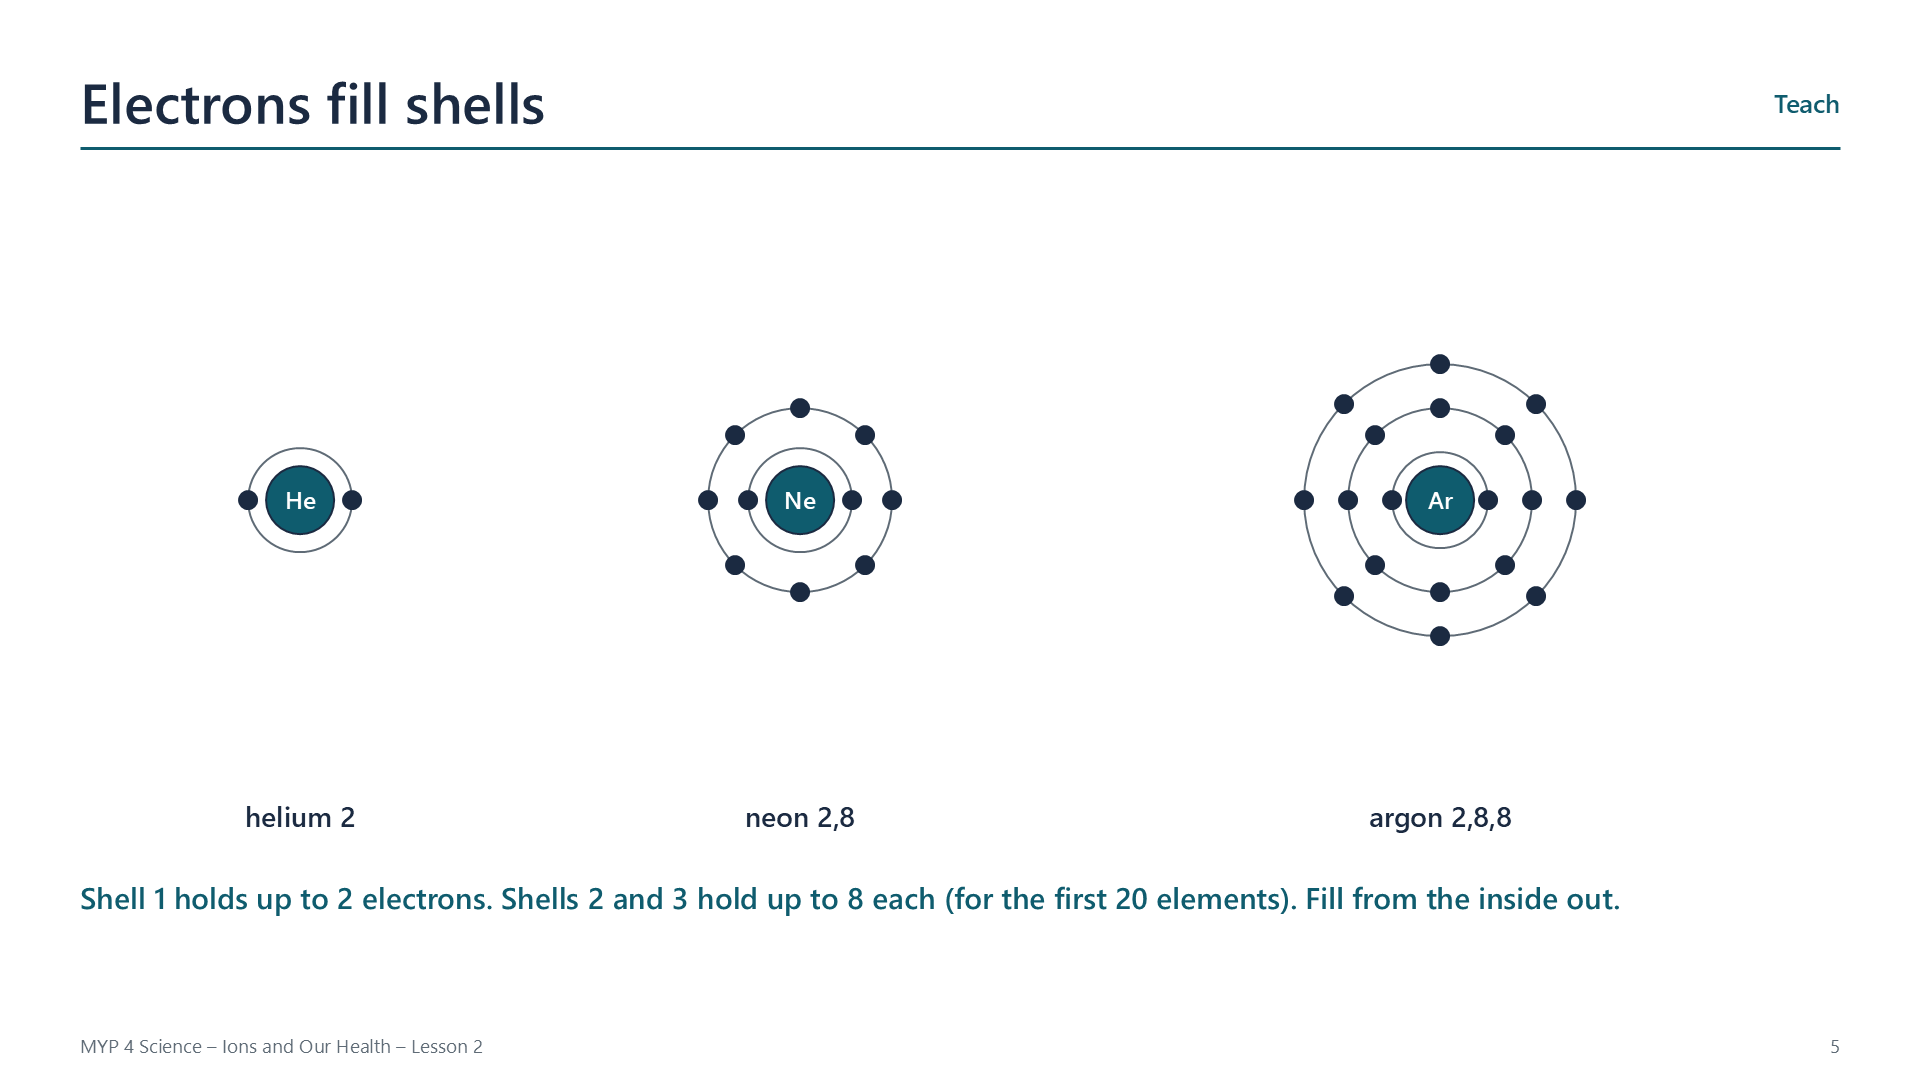 Electrons fill shells
Teach
He
Ne
Ar
helium 2
neon 2,8
argon 2,8,8
Shell 1 holds up to 2 electrons. Shells 2 and 3 hold up to 8 each (for the first 20 elements). Fill from the inside out.
MYP 4 Science – Ions and Our Health – Lesson 2
5